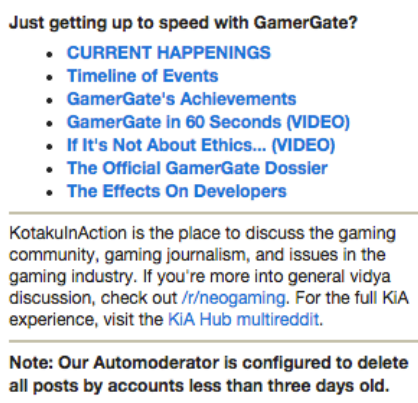 Just getting up to speed with GamerGate?
• CURRENT HAPPENINGS
• Timeline of Events
• GamerGate's Achievements
• GamerGate in 60 Seconds (VIDEO)
• If It's Not About Ethics... (VIDEO)
• The Official GamerGate Dossier
• The Effects On Developers
KotakuInAction is the place to discuss the gaming
community, gaming journalism, and issues in the
gaming industry. If you're more into general vidya
discussion, check out /r/neogaming. For the full KiA
experience, visit the KiA Hub multireddit.
Note: Our Automoderator is configured to delete
all posts by accounts less than three days old.